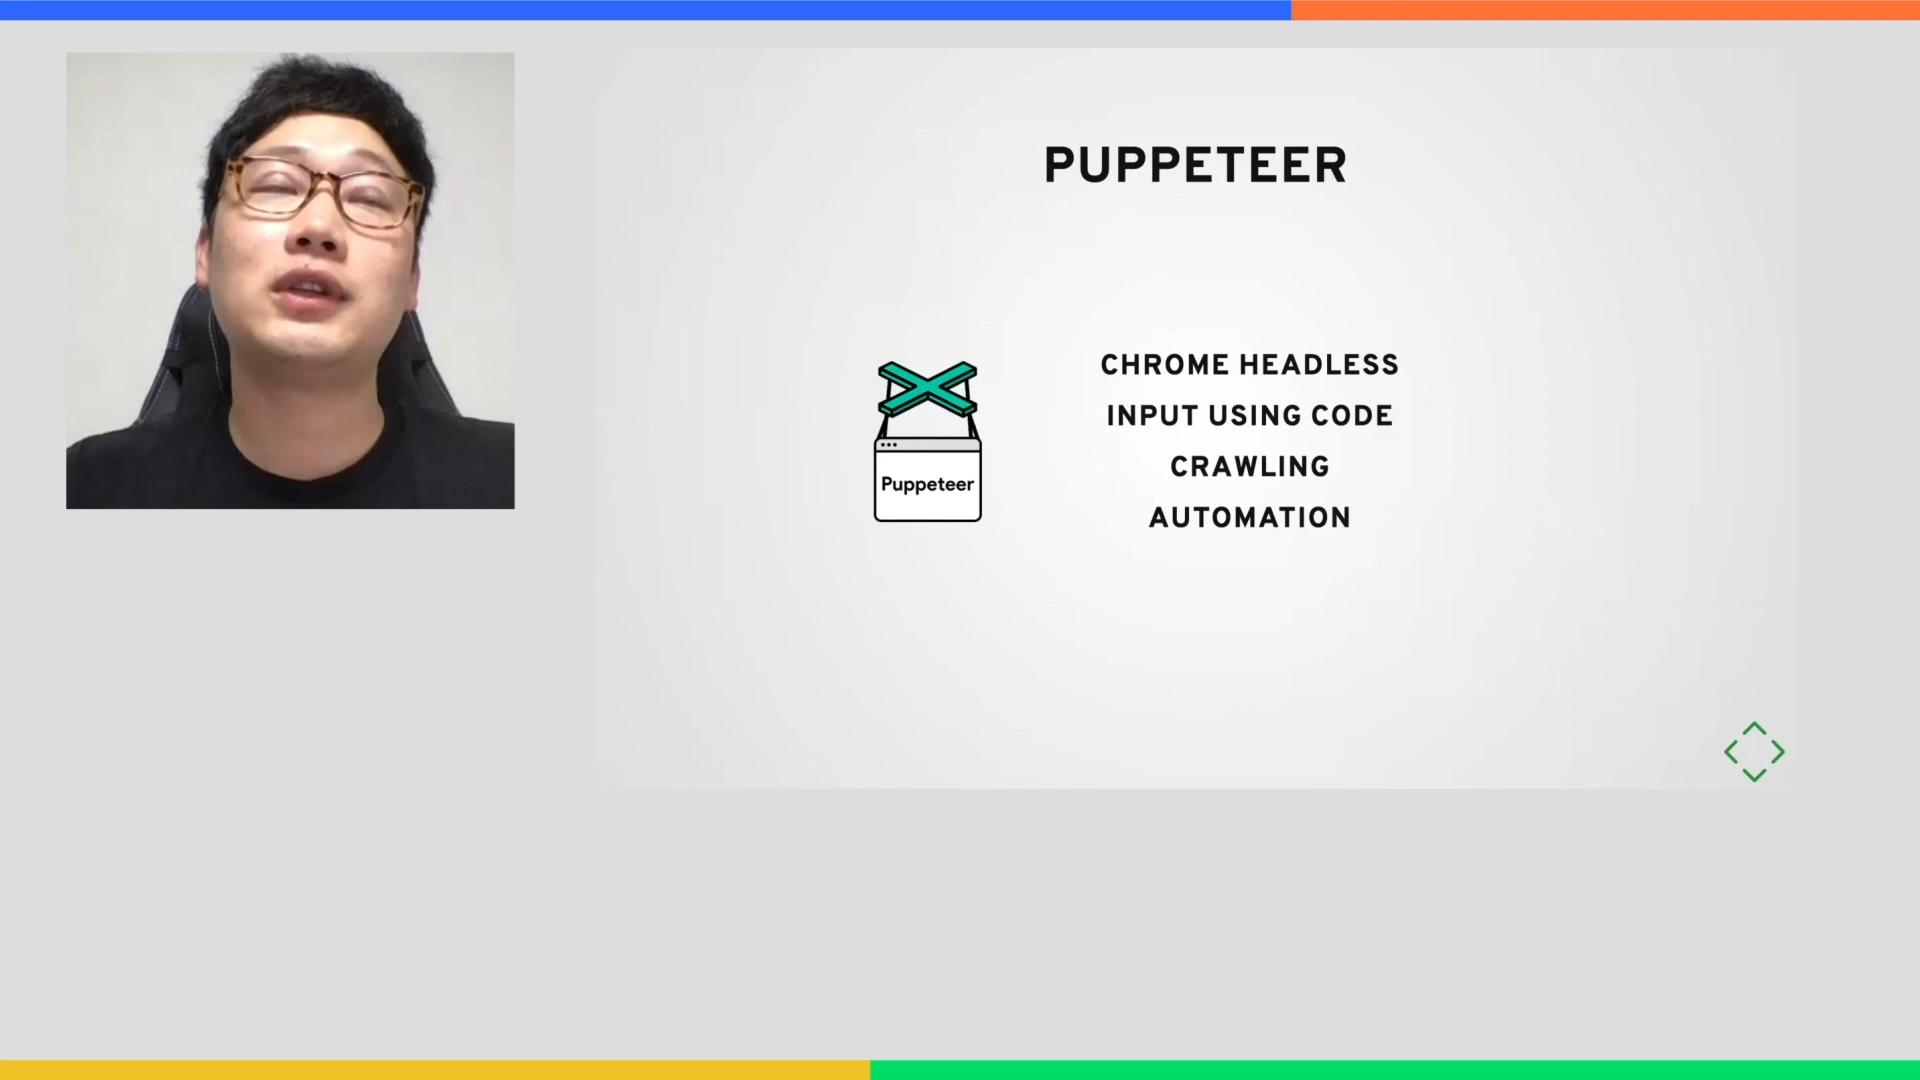 PUPPETEER
Puppeteer
CHROME HEADLESS
INPUT USING CODE
CRAWLING
AUTOMATION